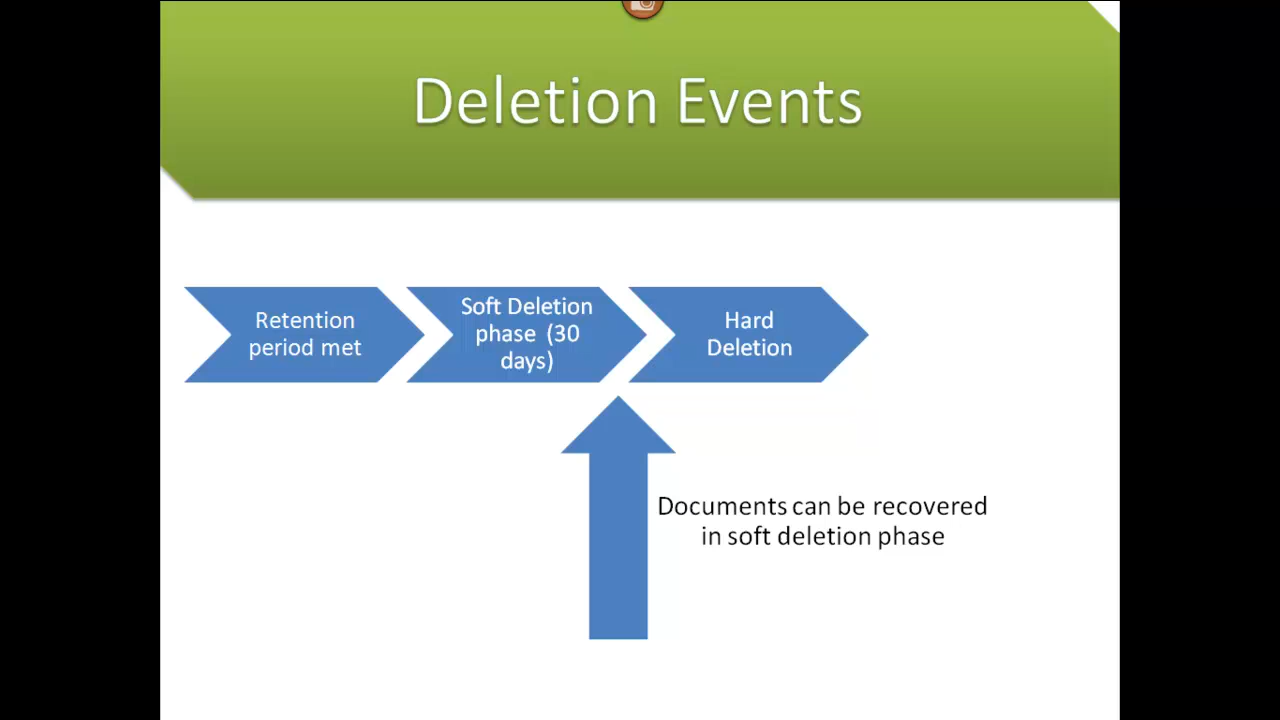 Deletion Events
Retention
period met
Soft Deletion
phase (30
days)
Hard
Deletion
Documents can be recovered
in soft deletion phase